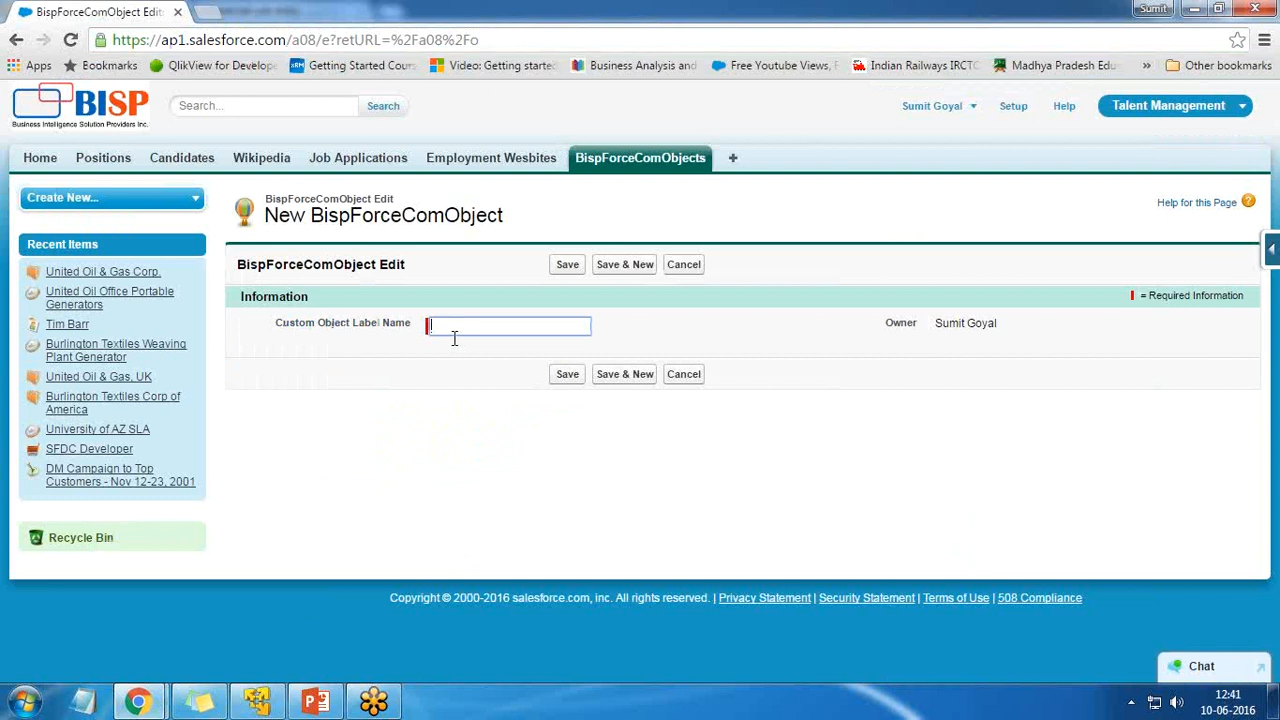 BispForceComObject Edit:
Sumit
https://ap1.salesforce.com/a08/e?retURL=%2Fa08%2Fo
Apps
Bookmarks
QlikView for Develop
Getting Started Cours
Video: Getting starte
Business Analysis and
Free Youtube Views, F
Indian Railways IRCTC
Madhya Pradesh Edu
»
Other bookmarks
BISP
Business Intelligence Solution Providers Inc.
Search...
Search
Sumit Goyal
Setup
Help
Talent Management
Home
Positions
Candidates
Wikipedia
Job Applications
Employment Wesbites
BispForceComObjects
+
Create New...
BispForceComObject Edit
New BispForceComObject
Help for this Page
Recent Items
United Oil & Gas Corp.
United Oil Office Portable
Generators
Tim Barr
Burlington Textiles Weaving
Plant Generator
United Oil & Gas, UK
Burlington Textiles Corp of
America
University of AZ SLA
SFDC Developer
DM Campaign to Top
Customers - Nov 12-23, 2001
Recycle Bin
BispForceComObject Edit
Save
Save & New
Cancel
Information
= Required Information
Custom Object Label Name
Owner
Sumit Goyal
Save
Save & New
Cancel
Copyright © 2000-2016 salesforce.com, inc. All rights reserved. | Privacy Statement | Security Statement | Terms of Use | 508 Compliance
Chat
12:41
10-06-2016